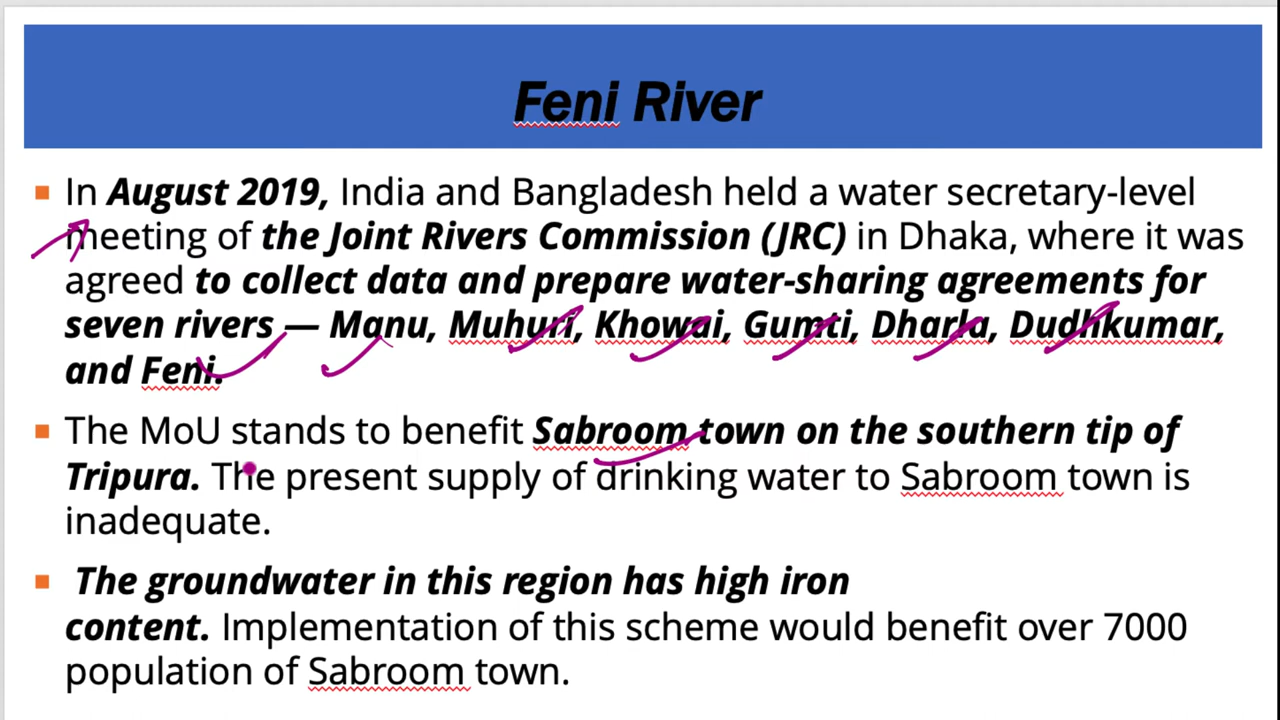 Feni River
In August 2019, India and Bangladesh held a water secretary-level
meeting of the Joint Rivers Commission (JRC) in Dhaka, where it was
agreed to collect data and prepare water-sharing agreements for
seven rivers — Manu, Muhuri, Khowai, Gumti, Dharla, Dudhkumar,
and Feni.
The MoU stands to benefit Sabroom town on the southern tip of
Tripura. The present supply of drinking water to Sabroom town is
inadequate.
The groundwater in this region has high iron
content. Implementation of this scheme would benefit over 7000
population of Sabroom town.